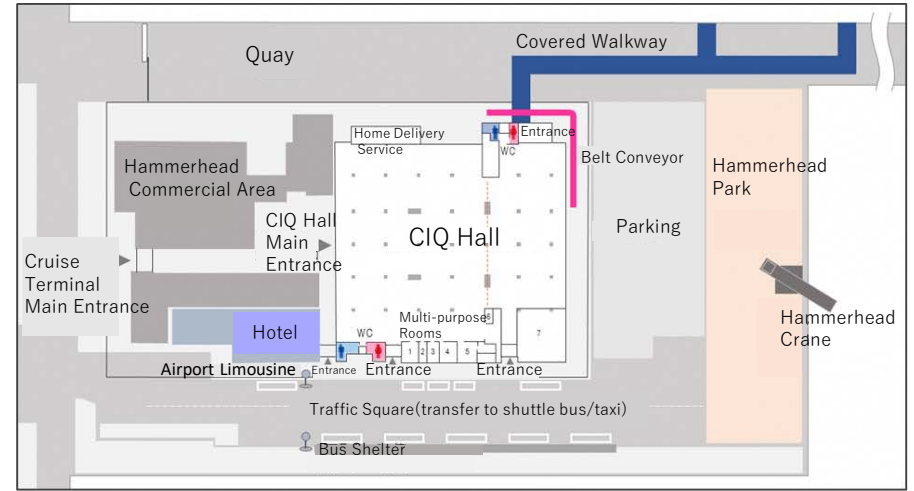 Covered Walkway
Quay
Home Delivery
Service
WC
Entrance
Belt Conveyor
Hammerhead
Commercial Area
Hammerhead
Park
CIQ Hall
Main
Entrance
CIQ Hall
Parking
Cruise
Terminal
Main Entrance
Hammerhead
Crane
Hotel
WC
Multi-purpose
Rooms
6
7
1 2 3 4 5
Airport Limousine
Entrance
Entrance
Entrance
Traffic Square(transfer to shuttle bus/taxi)
Bus Shelter